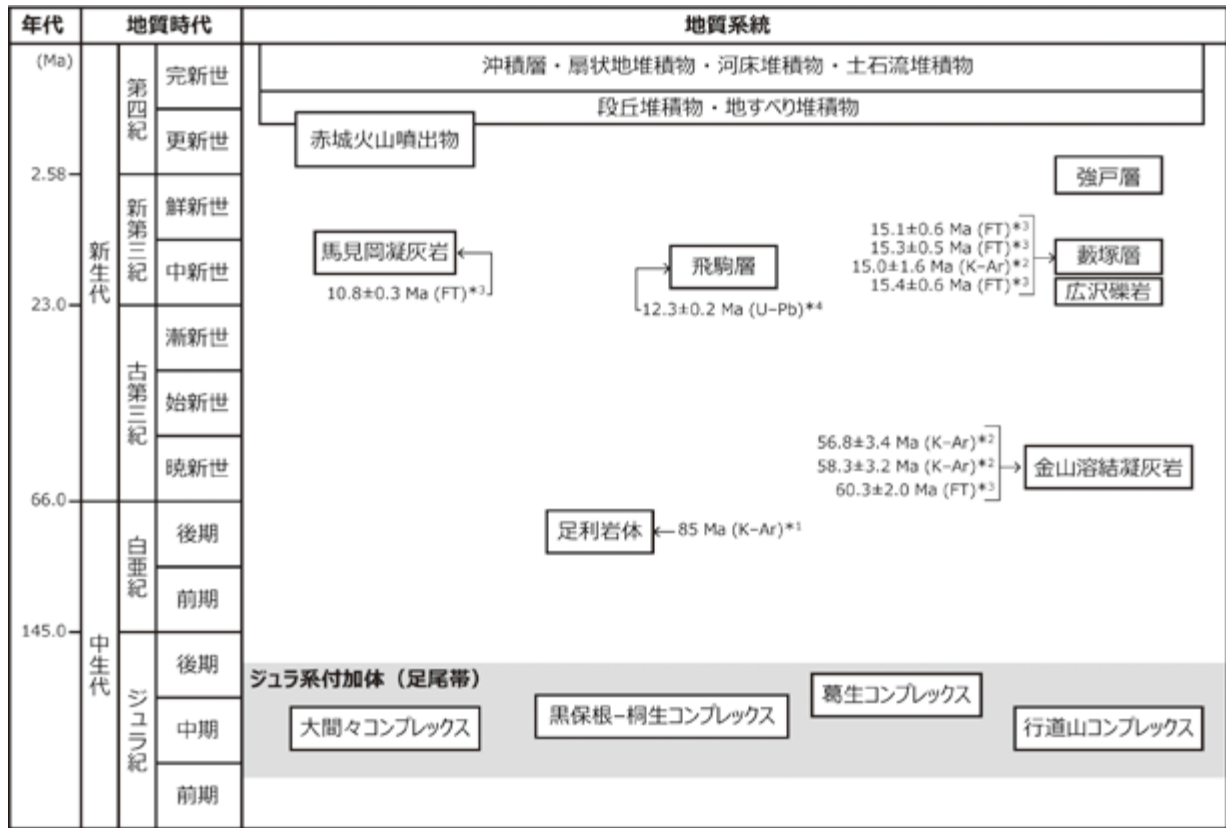 年代 地質時代 地質系統
(Ma)
新生代
中生代
第四紀
完新世
更新世
2.58
新第三紀
鮮新世
中新世
23.0
古第三紀
漸新世
始新世
暁新世
66.0
白亜紀
後期
前期
145.0
ジュラ紀
後期
中期
前期
沖積層・扇状地堆積物・河床堆積物・土石流堆積物
段丘堆積物・地すべり堆積物
赤城火山噴出物
強戸層
馬見岡凝灰岩
10.8±0.3 Ma (FT)*3
飛駒層
12.3±0.2 Ma (U–Pb)*4
15.1±0.6 Ma (FT)*3
15.3±0.5 Ma (FT)*3
15.0±1.6 Ma (K–Ar)*2
15.4±0.6 Ma (FT)*3
藪塚層
広沢礫岩
56.8±3.4 Ma (K–Ar)*2
58.3±3.2 Ma (K–Ar)*2
60.3±2.0 Ma (FT)*3
金山溶結凝灰岩
足利岩体
85 Ma (K–Ar)*1
ジュラ系付加体（足尾帯）
大間々コンプレックス
黒保根−桐生コンプレックス
葛生コンプレックス
行道山コンプレックス